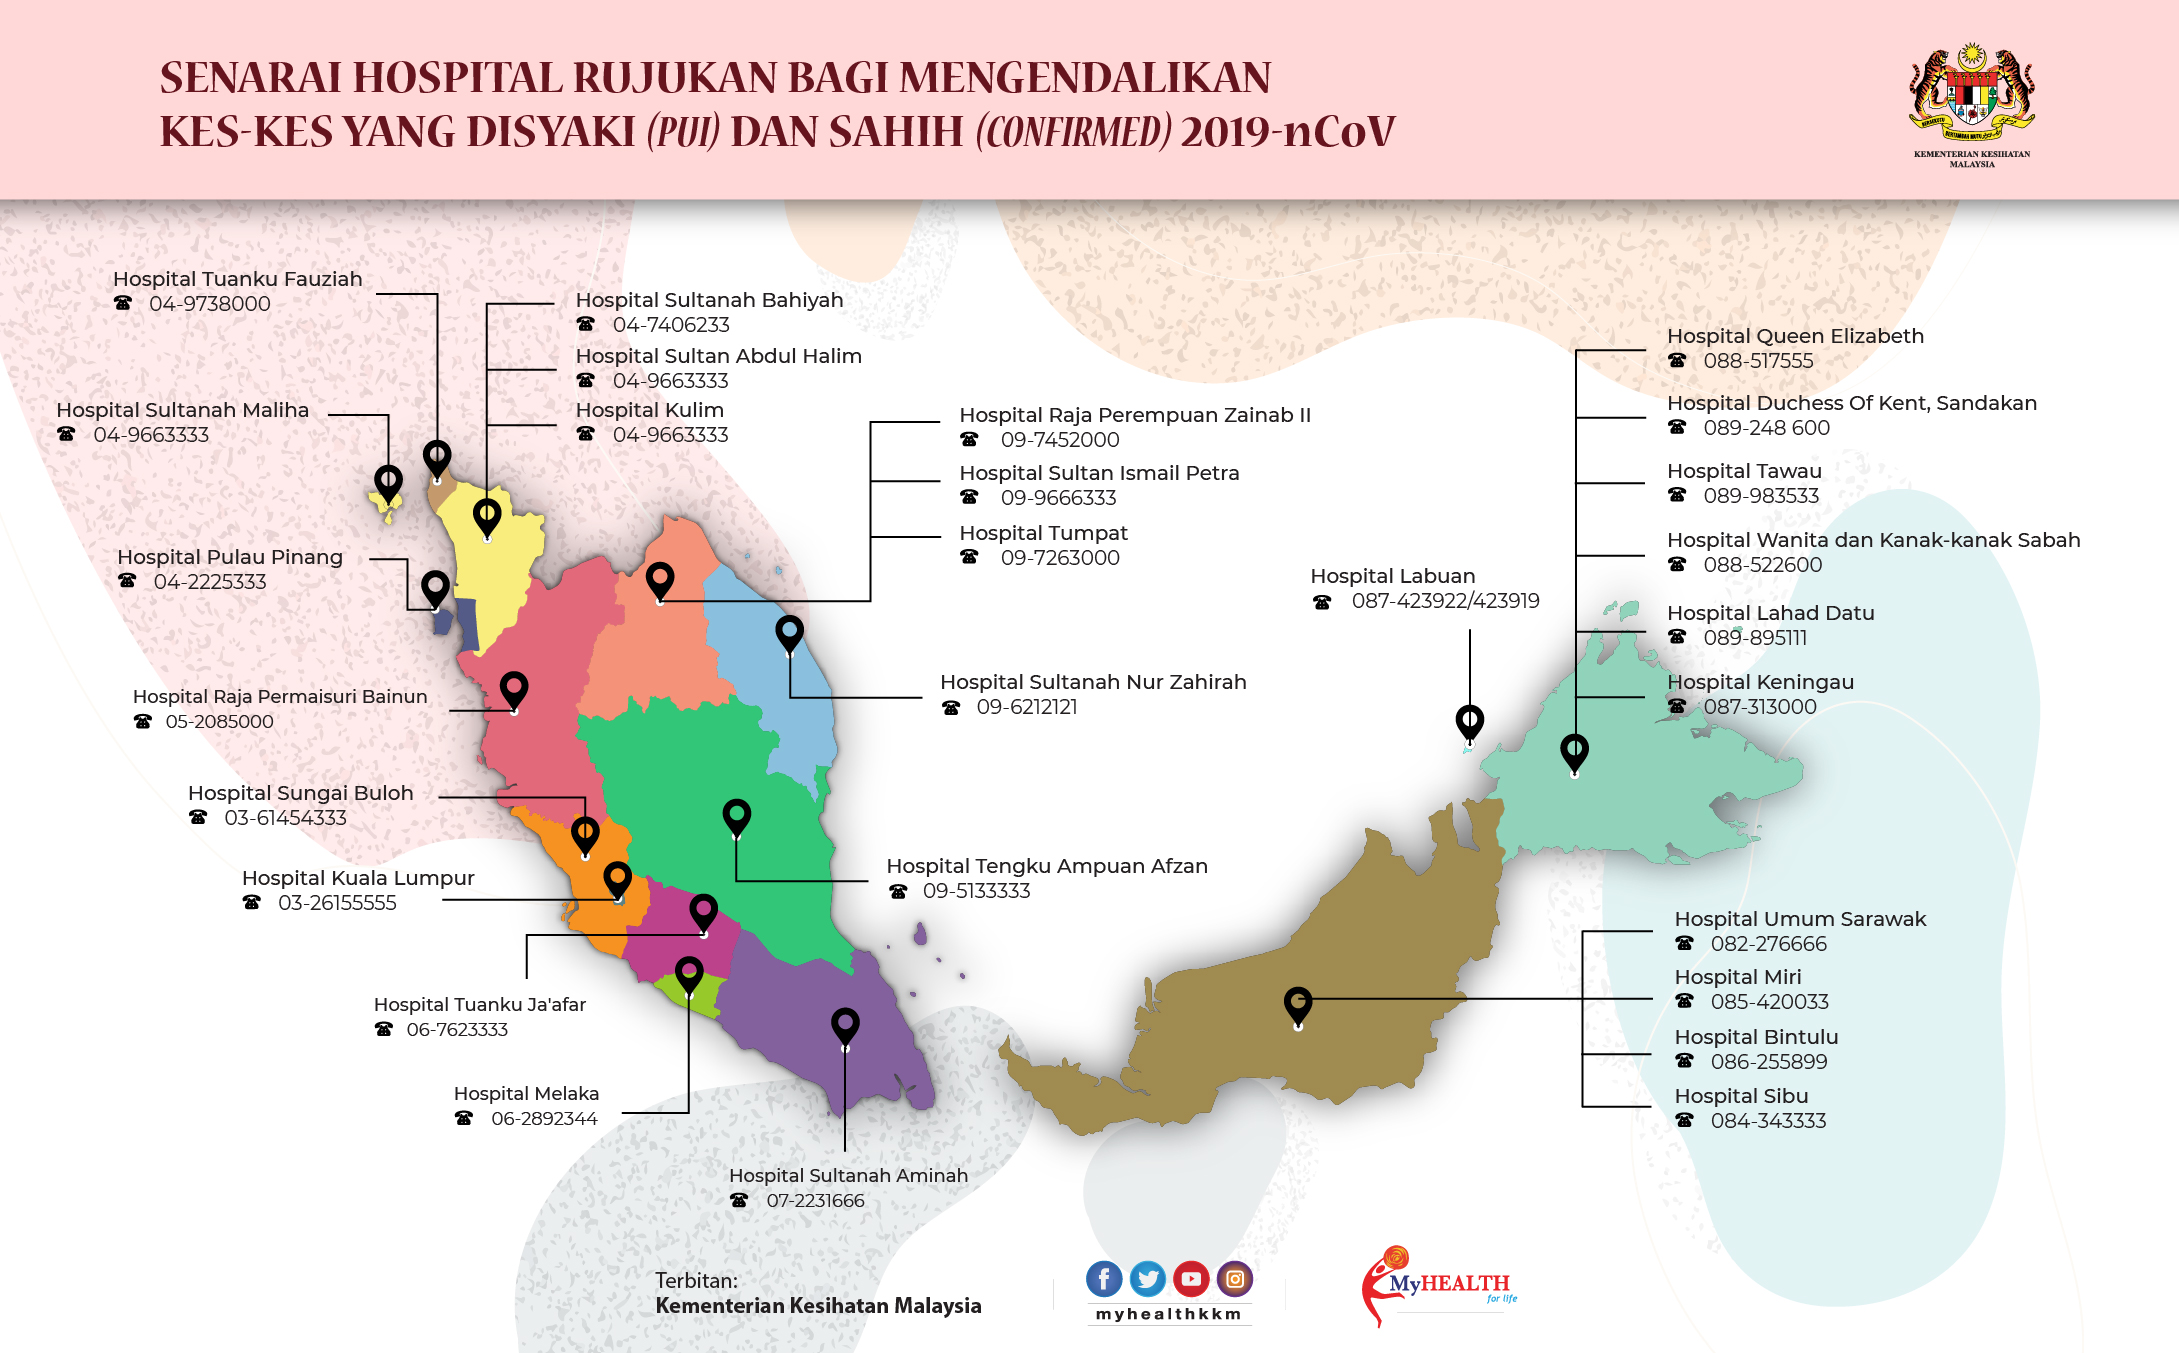 SENARAI HOSPITAL RUJUKAN BAGI MENGENDALIKAN
KES-KES YANG DISYAKI (PUI) DAN SAHIH (CONFIRMED) 2019-nCoV
KEMENTERIAN KESIHATAN
MALAYSIA
Hospital Tuanku Fauziah
04-9738000
Hospital Sultanah Maliha
04-9663333
Hospital Pulau Pinang
04-2225333
Hospital Raja Permaisuri Bainun
05-2085000
Hospital Sungai Buloh
03-61454333
Hospital Kuala Lumpur
03-26155555
Hospital Tuanku Ja'afar
06-7623333
Hospital Melaka
06-2892344
Hospital Sultanah Aminah
07-2231666
Hospital Sultanah Bahiyah
04-7406233
Hospital Sultan Abdul Halim
04-9663333
Hospital Kulim
04-9663333
Hospital Raja Perempuan Zainab II
09-7452000
Hospital Sultan Ismail Petra
09-9666333
Hospital Tumpat
09-7263000
Hospital Sultanah Nur Zahirah
09-6212121
Hospital Tengku Ampuan Afzan
09-5133333
Hospital Labuan
087-423922/423919
Hospital Queen Elizabeth
088-517555
Hospital Duchess Of Kent, Sandakan
089-248 600
Hospital Tawau
089-983533
Hospital Wanita dan Kanak-kanak Sabah
088-522600
Hospital Lahad Datu
089-895111
Hospital Keningau
087-313000
Hospital Umum Sarawak
082-276666
Hospital Miri
085-420033
Hospital Bintulu
086-255899
Hospital Sibu
084-343333
Terbitan:
Kementerian Kesihatan Malaysia
myhealthkkm
MyHEALTH
for life